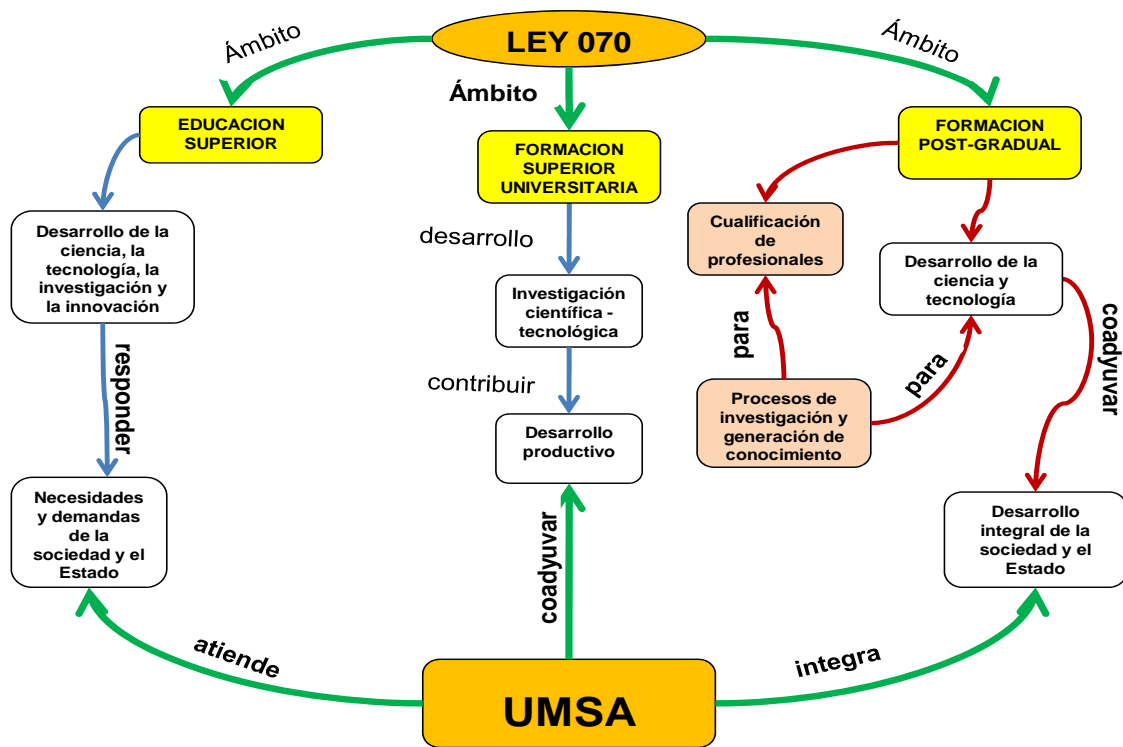 LEY 070
Ámbito
Ámbito
Ámbito
EDUCACION
SUPERIOR
FORMACION
SUPERIOR
UNIVERSITARIA
FORMACION
POST-GRADUAL
Desarrollo de la
ciencia, la
tecnología, la
investigación y
la innovación
desarrollo
Cualificación
de
profesionales
Desarrollo de la
ciencia y
tecnología
Investigación
científica -
tecnológica
responder
contribuir
para
para
coadyuvar
Procesos de
investigación y
generación de
conocimiento
Desarrollo
productivo
Necesidades
y demandas
de la
sociedad y el
Estado
Desarrollo
integral de la
sociedad y el
Estado
coadyuvar
atiende
integra
UMSA